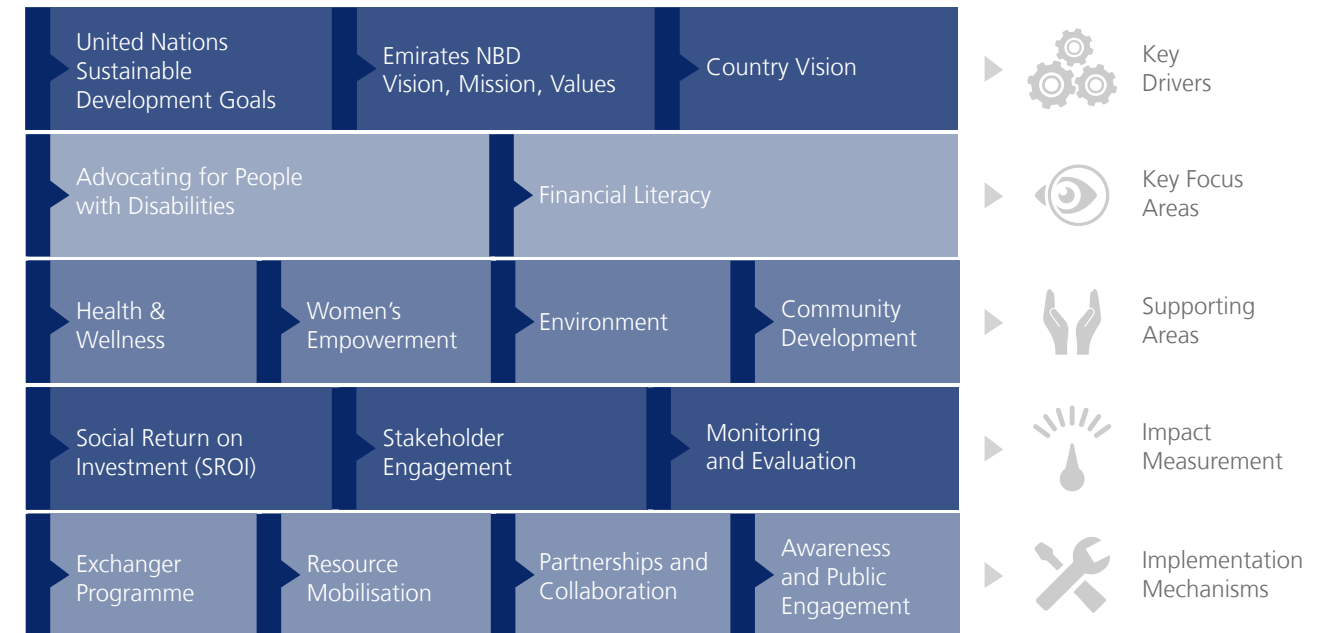 United Nations
Sustainable
Development Goals
Emirates NBD
Vision, Mission, Values
Country Vision
Key
Drivers
Advocating for People
with Disabilities
Financial Literacy
Key Focus
Areas
Health &
Wellness
Women’s
Empowerment
Environment
Community
Development
Supporting
Areas
Social Return on
Investment (SROI)
Stakeholder
Engagement
Monitoring
and Evaluation
Impact
Measurement
Exchanger
Programme
Resource
Mobilisation
Partnerships and
Collaboration
Awareness
and Public
Engagement
Implementation
Mechanisms